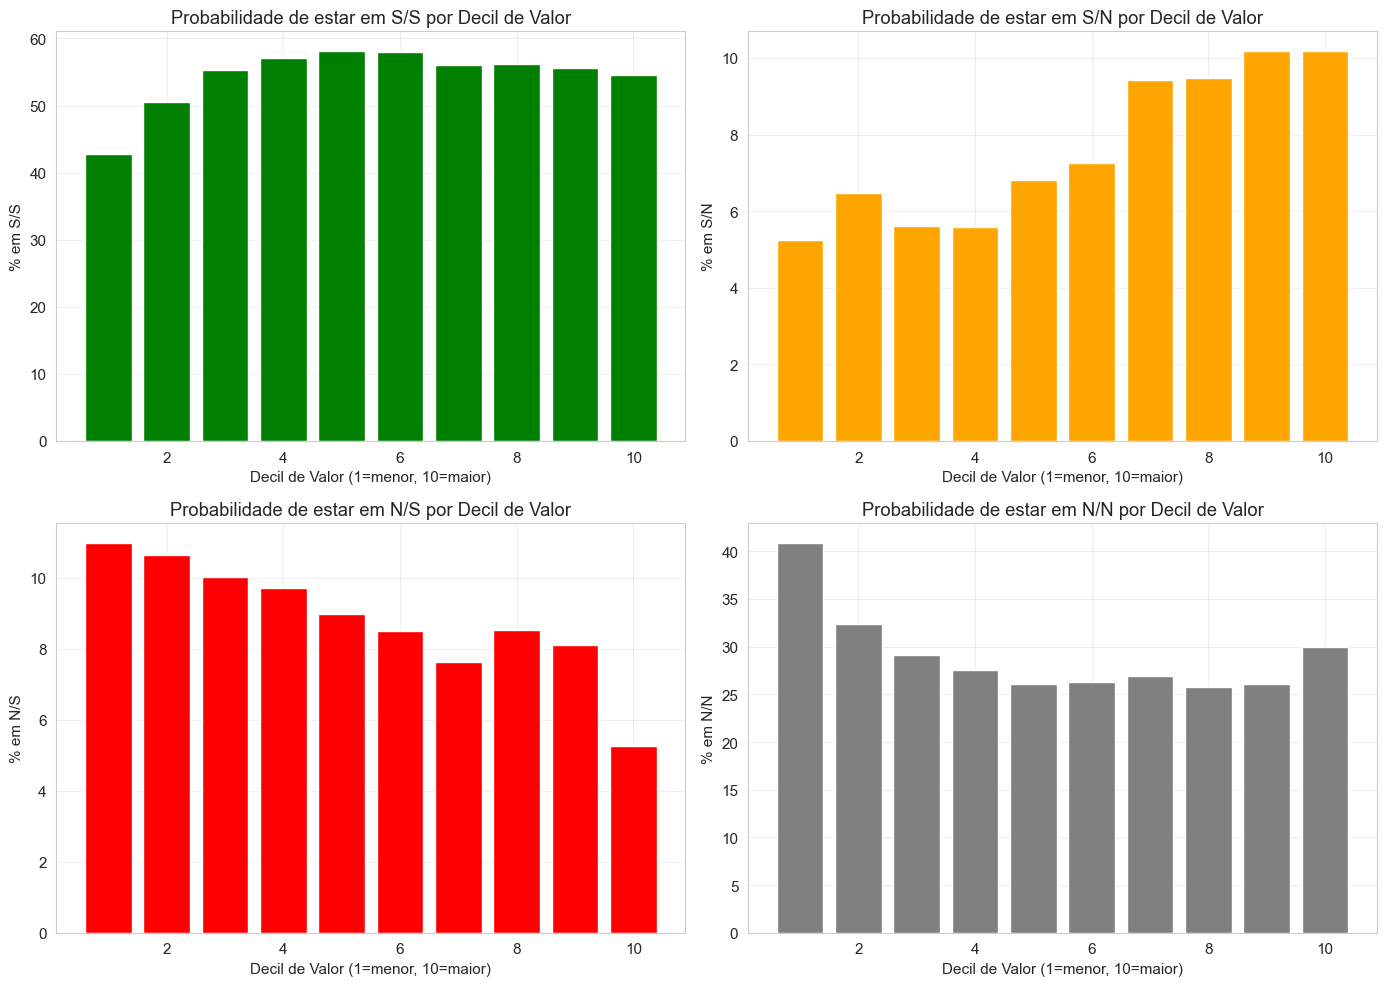 Probabilidade de estar em S/S por Decil de Valor
% em S/S
60
50
40
30
20
10
0
2 4 6 8 10
Decil de Valor (1=menor, 10=maior)
Probabilidade de estar em S/N por Decil de Valor
% em S/N
10
8
6
4
2
0
2 4 6 8 10
Decil de Valor (1=menor, 10=maior)
Probabilidade de estar em N/S por Decil de Valor
% em N/S
10
8
6
4
2
0
2 4 6 8 10
Decil de Valor (1=menor, 10=maior)
Probabilidade de estar em N/N por Decil de Valor
% em N/N
40
35
30
25
20
15
10
5
0
2 4 6 8 10
Decil de Valor (1=menor, 10=maior)